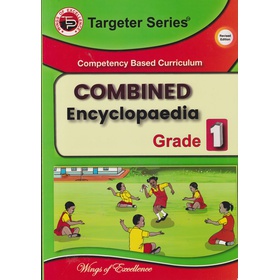 Targeter Series
Competency Based Curriculum
Revised
Edition
COMBINED
Encyclopaedia
Grade 1
Wings of Excellence